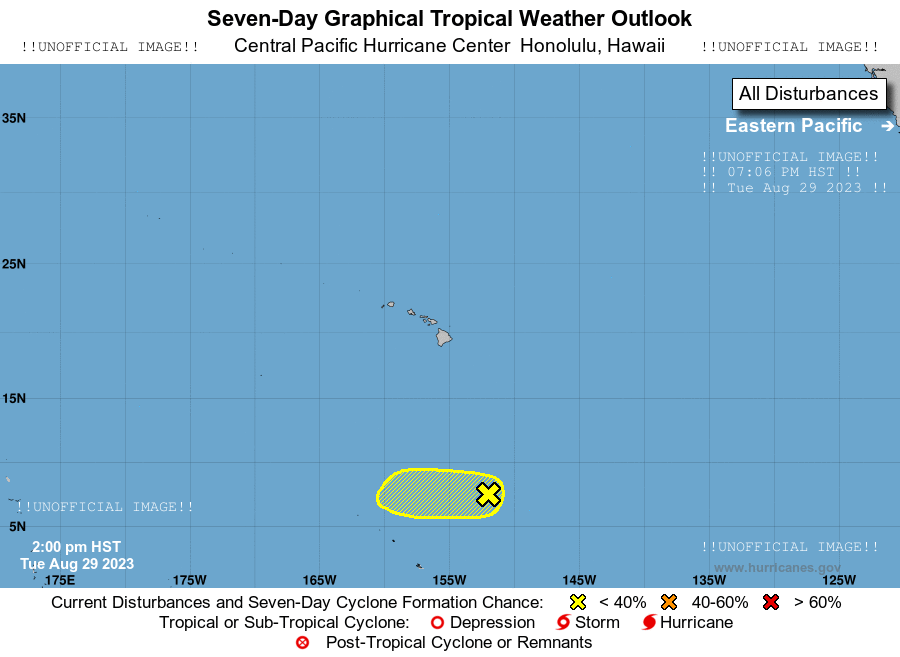 Seven-Day Graphical Tropical Weather Outlook
!!UNOFFICIAL IMAGE!! Central Pacific Hurricane Center Honolulu, Hawaii !!UNOFFICIAL IMAGE!!
All Disturbances
35N
Eastern Pacific →
!!UNOFFICIAL IMAGE!!
!! 07:06 PM HST !!
!! Tue Aug 29 2023 !!
25N
15N
!!UNOFFICIAL IMAGE!!
5N
2:00 pm HST
Tue Aug 29 2023
!!UNOFFICIAL IMAGE!!
www.hurricanes.gov
175E 175W 165W 155W 145W 135W 125W
Current Disturbances and Seven-Day Cyclone Formation Chance: < 40% 40-60% > 60%
Tropical or Sub-Tropical Cyclone: Depression Storm Hurricane
Post-Tropical Cyclone or Remnants